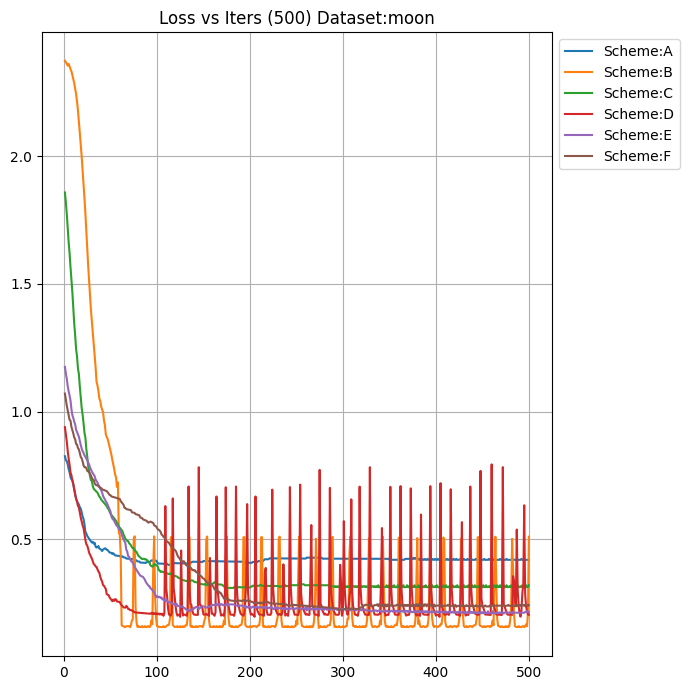 Loss vs Iters (500) Dataset:moon
Scheme:A
Scheme:B
Scheme:C
Scheme:D
Scheme:E
Scheme:F
2.0
1.5
1.0
0.5
0 100 200 300 400 500